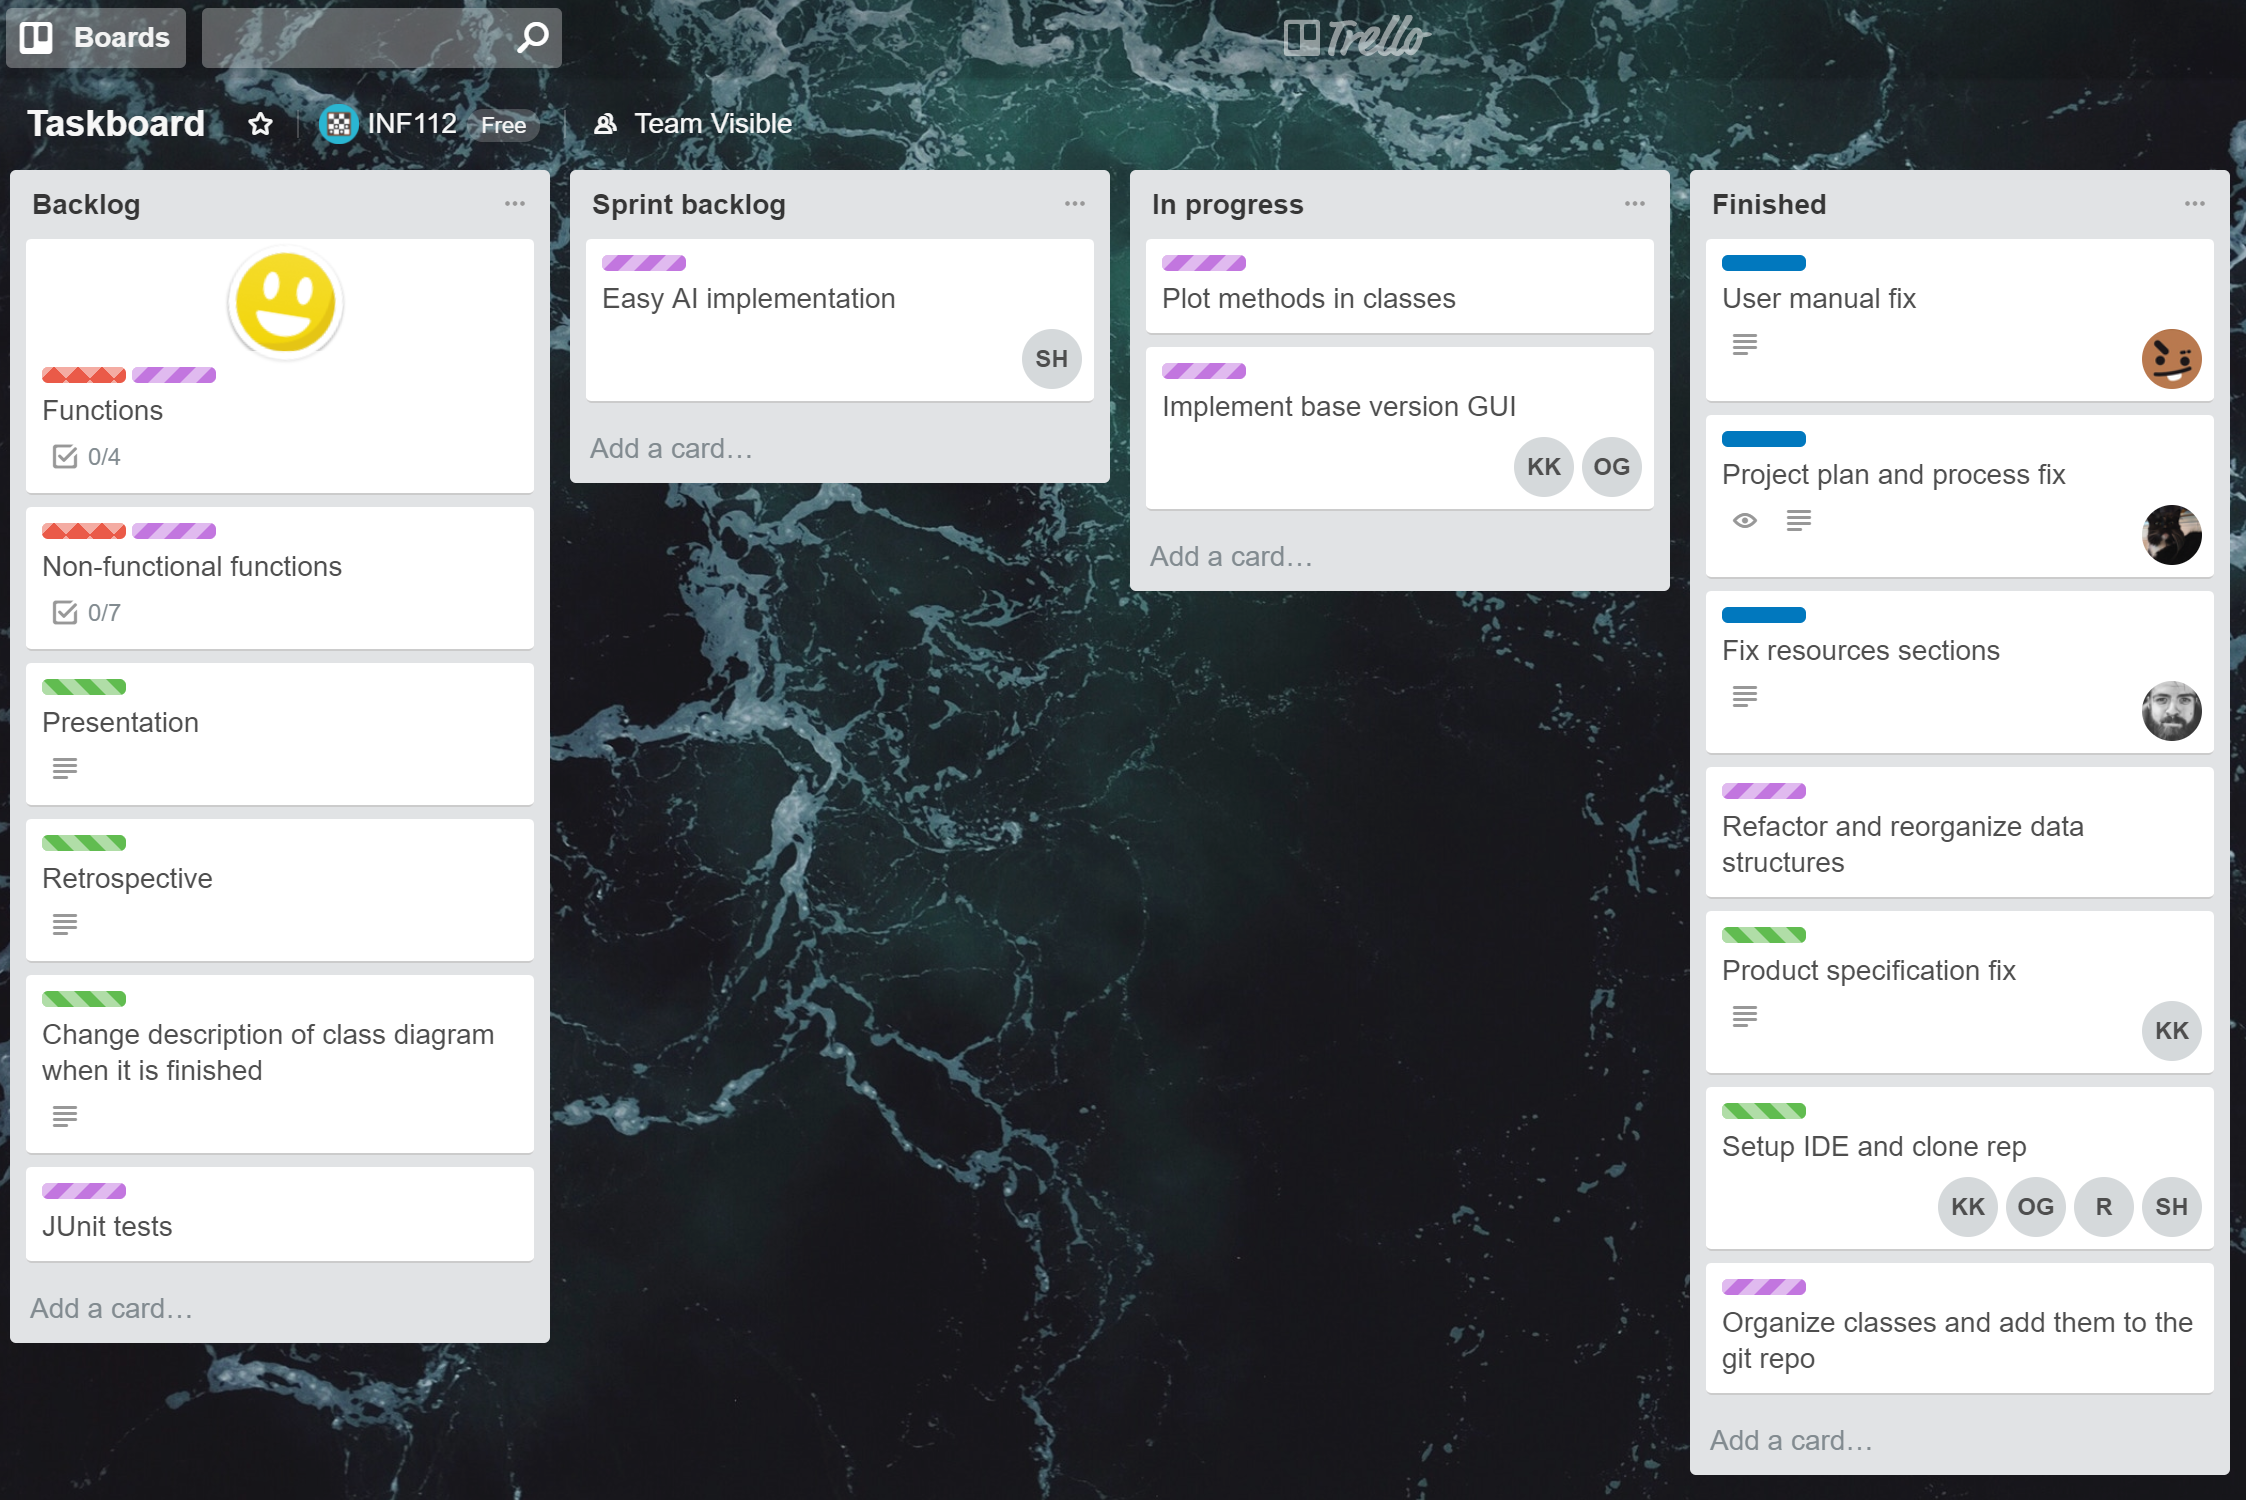 Boards
Trello
Taskboard
INF112
Free
Team Visible
Backlog
Functions
0/4
Non-functional functions
0/7
Presentation
Retrospective
Change description of class diagram
when it is finished
JUnit tests
Add a card…
Sprint backlog
Easy AI implementation
SH
Add a card…
In progress
Plot methods in classes
Implement base version GUI
KK OG
Add a card…
Finished
User manual fix
Project plan and process fix
Fix resources sections
Refactor and reorganize data
structures
Product specification fix
KK
Setup IDE and clone rep
KK OG R SH
Organize classes and add them to the
git repo
Add a card…